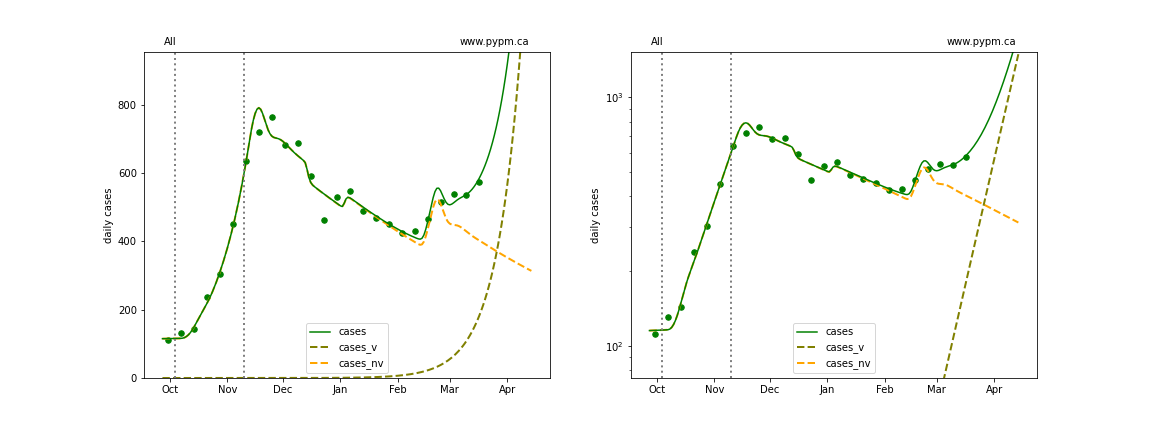 All www.pypm.ca
daily cases
800
600
400
200
0
Oct Nov Dec Jan Feb Mar Apr
cases
cases_v
cases_nv
All www.pypm.ca
daily cases
10³
10²
Oct Nov Dec Jan Feb Mar Apr
cases
cases_v
cases_nv